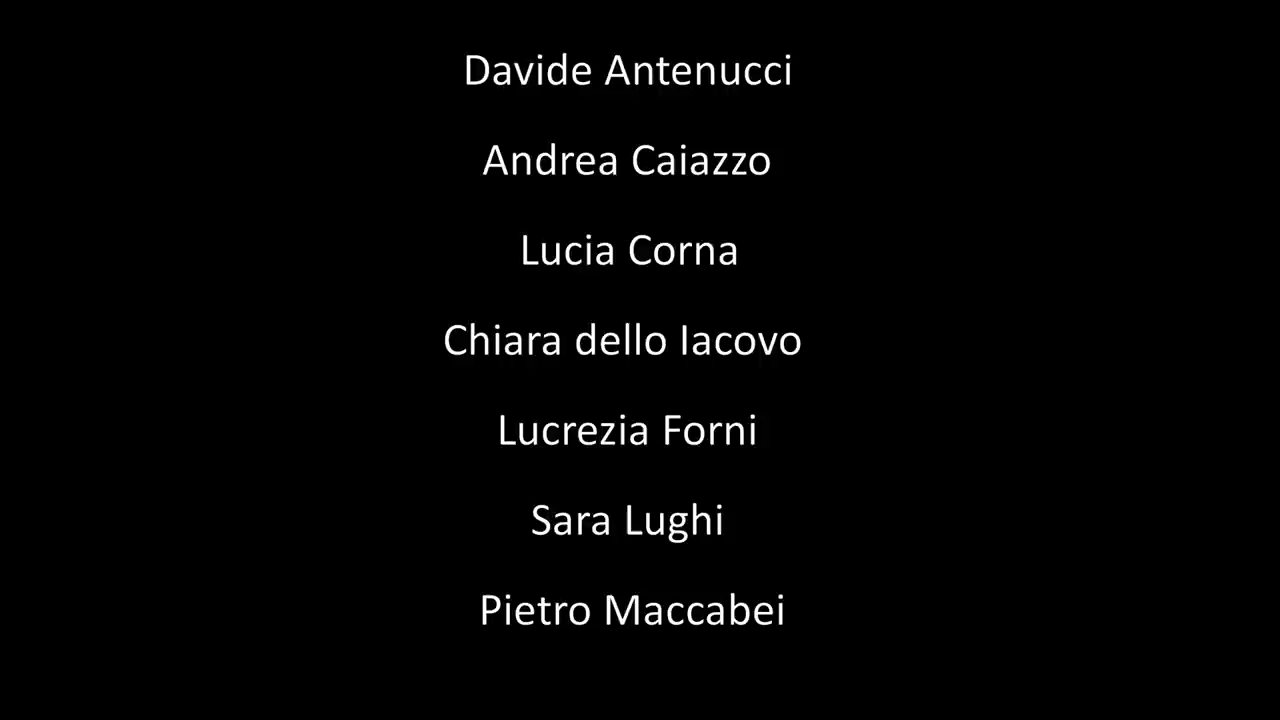 Davide Antenucci
Andrea Caiazzo
Lucia Corna
Chiara dello Iacovo
Lucrezia Forni
Sara Lughi
Pietro Maccabei